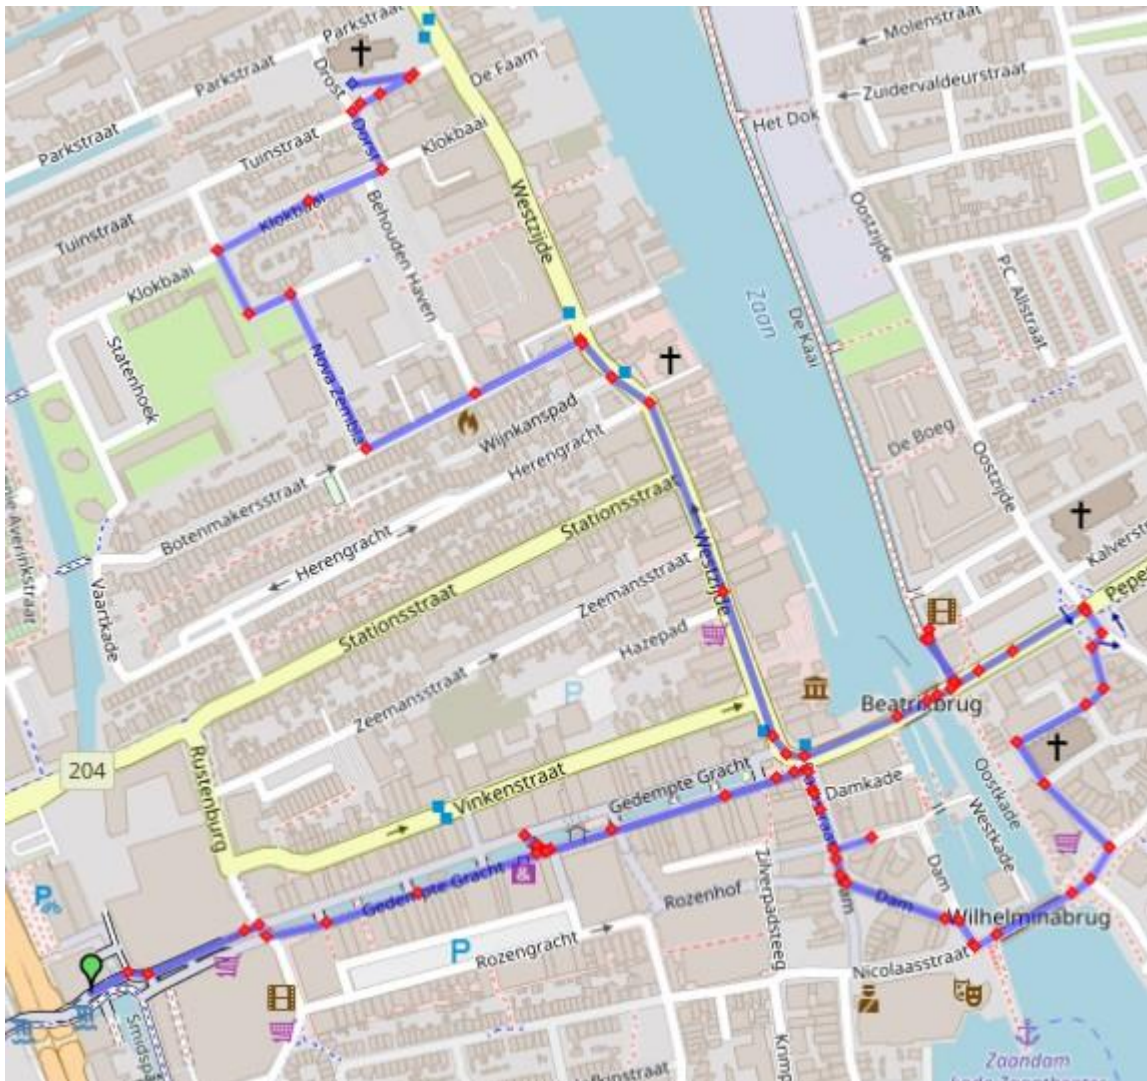 Parkstraat
Molenstraat
Parkstraat
De Faam
Zuidervaldeurstraat
Drost
Het Dok
Parkstraat
Tuinstraat
Dorst
Klokbaai
Westzijde
Oostzijde
Tuinstraat
Klokbaai
Behouden Haven
P.C. Allstraat
Klokbaai
Zaan
De Kaai
Statenhoek
Nova Zembla
Wijnkanspad
Herengracht
De Boeg
Oostzijde
Botenmakersstraat
Stationsstraat
Herengracht
Westzijde
Vaartkade
Zeemansstraat
Stationsstraat
Hazepad
P
Zeemansstraat
Beatrixbrug
204
Rustenburg
Vinkenstraat
Gedempte Gracht
Damkade
Oostkade
Westkade
P
Gedempte Gracht
Rozenhof
Zilverpadsteeg
Dam
Dam
Wilhelminabrug
P
Rozengracht
Nicolaasstraat
Zaandam